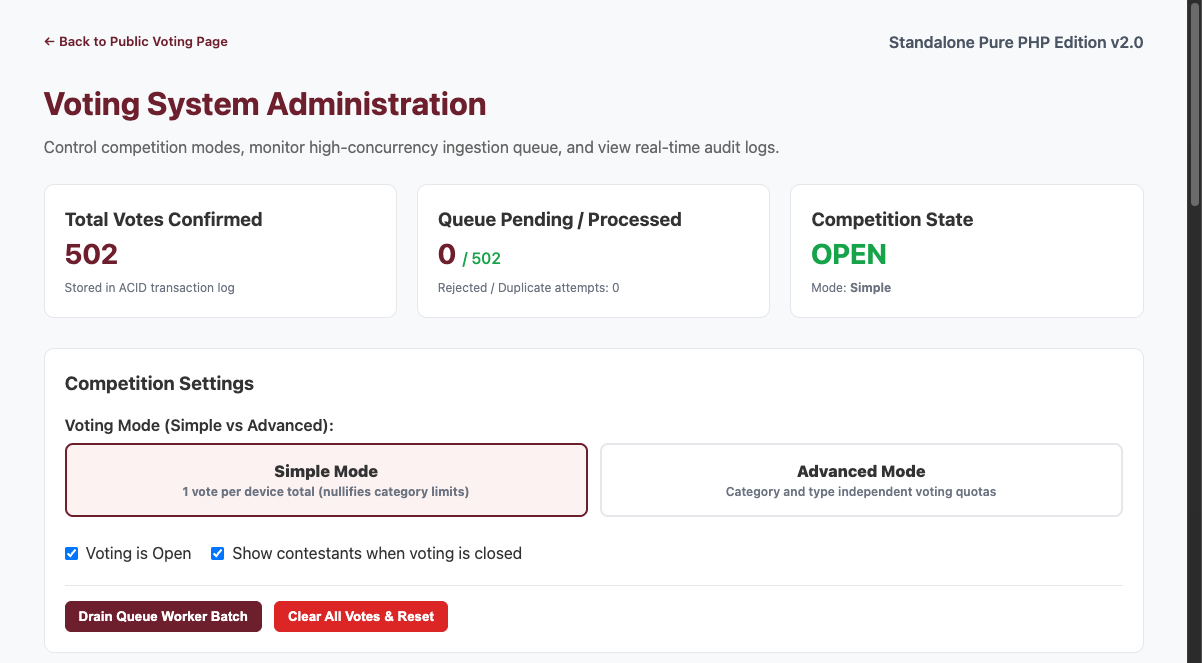 ← Back to Public Voting Page
Standalone Pure PHP Edition v2.0
Voting System Administration
Control competition modes, monitor high-concurrency ingestion queue, and view real-time audit logs.
Total Votes Confirmed
502
Stored in ACID transaction log
Queue Pending / Processed
0 / 502
Rejected / Duplicate attempts: 0
Competition State
OPEN
Mode: Simple
Competition Settings
Voting Mode (Simple vs Advanced):
Simple Mode
1 vote per device total (nullifies category limits)
Advanced Mode
Category and type independent voting quotas
Voting is Open
Show contestants when voting is closed
Drain Queue Worker Batch
Clear All Votes & Reset